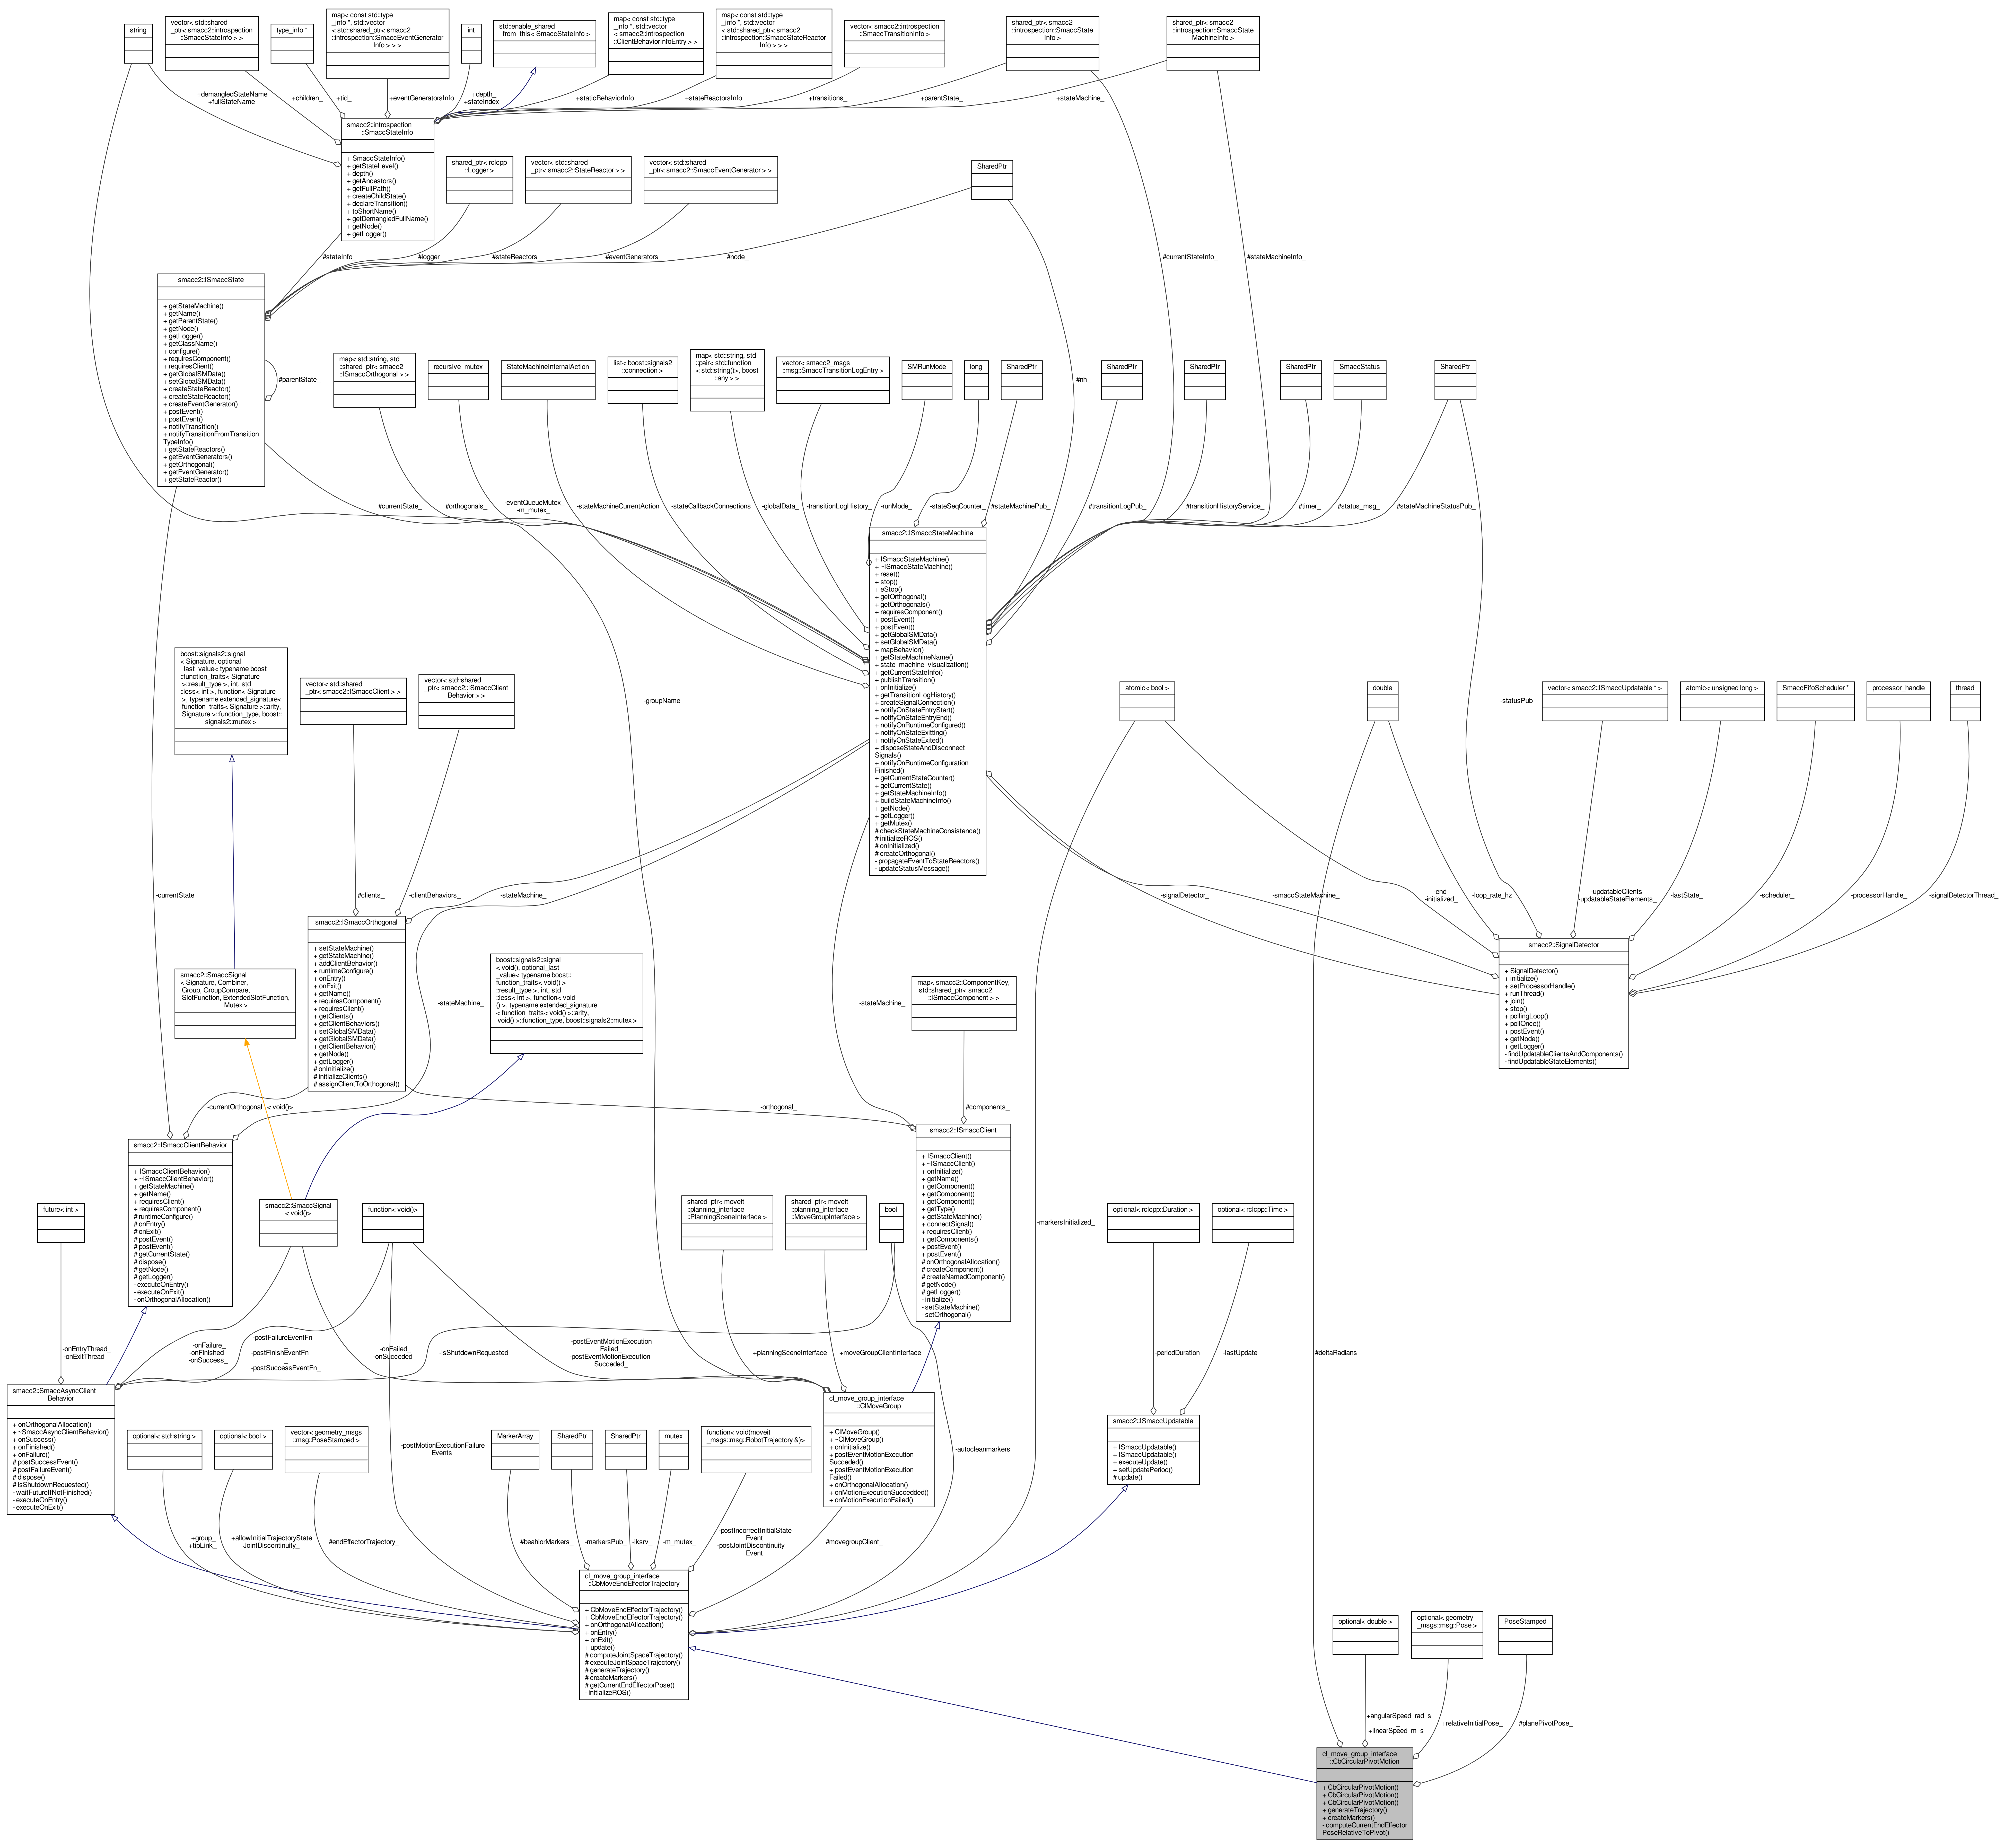 string
vector< std::shared
_ptr< smacc2::introspection
::SmaccStateInfo > >
type_info *
map< const std::type
_info *, std::vector
< std::shared_ptr< smacc2
::introspection::SmaccEventGenerator
Info > > >
int
std::enable_shared
_from_this< SmaccStateInfo >
map< const std::type
_info *, std::vector
< smacc2::introspection
::ClientBehaviorInfoEntry > >
map< const std::type
_info *, std::vector
< std::shared_ptr< smacc2
::introspection::SmaccStateReactor
Info > > >
vector< smacc2::introspection
::SmaccTransitionInfo >
shared_ptr< smacc2
::introspection::SmaccState
Info >
shared_ptr< smacc2
::introspection::SmaccState
MachineInfo >
+demangledStateName
+fullStateName
+children_
+tid_
+eventGeneratorsInfo
+depth_
+stateIndex_
+staticBehaviorInfo
+stateReactorsInfo
+transitions_
+parentState_
+stateMachine_
smacc2::introspection
::SmaccStateInfo
+ SmaccStateInfo()
+ getStateLevel()
+ depth()
+ getAncestors()
+ getFullPath()
+ createChildState()
+ declareTransition()
+ toShortName()
+ getDemangledFullName()
+ getNode()
+ getLogger()
shared_ptr< rclcpp
::Logger >
vector< std::shared
_ptr< smacc2::StateReactor > >
vector< std::shared
_ptr< smacc2::SmaccEventGenerator > >
SharedPtr
#stateInfo_
#logger_
#stateReactors_
#eventGenerators_
#node_
#currentStateInfo_
#stateMachineInfo_
smacc2::ISmaccState
+ getStateMachine()
+ getName()
+ getParentState()
+ getNode()
+ getLogger()
+ getClassName()
+ configure()
+ requiresComponent()
+ requiresClient()
+ getGlobalSMData()
+ setGlobalSMData()
+ createStateReactor()
+ createStateReactor()
+ createEventGenerator()
+ postEvent()
+ postEvent()
+ notifyTransition()
+ notifyTransitionFromTransition
TypeInfo()
+ getStateReactors()
+ getEventGenerators()
+ getOrthogonal()
+ getEventGenerator()
+ getStateReactor()
#parentState_
map< std::string, std
::shared_ptr< smacc2
::ISmaccOrthogonal > >
recursive_mutex
StateMachineInternalAction
list< boost::signals2
::connection >
map< std::string, std
::pair< std::function
< std::string()>, boost
::any > >
vector< smacc2_msgs
::msg::SmaccTransitionLogEntry >
SMRunMode
long
SharedPtr
#nh_
SharedPtr
SharedPtr
SharedPtr
SmaccStatus
SharedPtr
#currentState_
#orthogonals_
-eventQueueMutex_
-m_mutex_
-stateMachineCurrentAction
-stateCallbackConnections
-globalData_
-transitionLogHistory_
-runMode_
-stateSeqCounter_
#stateMachinePub_
#transitionLogPub_
#transitionHistoryService_
#timer_
#status_msg_
#stateMachineStatusPub_
smacc2::ISmaccStateMachine
+ ISmaccStateMachine()
+ ~ISmaccStateMachine()
+ reset()
+ stop()
+ eStop()
+ getOrthogonal()
+ getOrthogonals()
+ requiresComponent()
+ postEvent()
+ postEvent()
+ getGlobalSMData()
+ setGlobalSMData()
+ mapBehavior()
+ getStateMachineName()
+ state_machine_visualization()
+ getCurrentStateInfo()
+ publishTransition()
+ onInitialize()
+ getTransitionLogHistory()
+ createSignalConnection()
+ notifyOnStateEntryStart()
+ notifyOnStateEntryEnd()
+ notifyOnRuntimeConfigured()
+ notifyOnStateExitting()
+ notifyOnStateExited()
+ disposeStateAndDisconnect
Signals()
+ notifyOnRuntimeConfiguration
Finished()
+ getCurrentStateCounter()
+ getCurrentState()
+ getStateMachineInfo()
+ buildStateMachineInfo()
+ getNode()
+ getLogger()
+ getMutex()
# checkStateMachineConsistence()
# initializeROS()
# onInitialized()
# createOrthogonal()
- propagateEventToStateReactors()
- updateStatusMessage()
boost::signals2::signal
< Signature, optional
_last_value< typename boost
::function_traits< Signature
>::result_type >, int, std
::less< int >, function< Signature
>, typename extended_signature<
function_traits< Signature >::arity,
Signature >::function_type, boost::
signals2::mutex >
vector< std::shared
_ptr< smacc2::ISmaccClient > >
vector< std::shared
_ptr< smacc2::ISmaccClient
Behavior > >
-groupName_
atomic< bool >
double
-statusPub_
vector< smacc2::ISmaccUpdatable * >
atomic< unsigned long >
SmaccFifoScheduler *
processor_handle
thread
-currentState
#clients_
-clientBehaviors_
-stateMachine_
-signalDetector_
-smaccStateMachine_
-end_
-initialized_
-loop_rate_hz
-updatableClients_
-updatableStateElements_
-lastState_
-scheduler_
-processorHandle_
-signalDetectorThread_
smacc2::ISmaccOrthogonal
+ setStateMachine()
+ getStateMachine()
+ addClientBehavior()
+ runtimeConfigure()
+ onEntry()
+ onExit()
+ getName()
+ requiresComponent()
+ requiresClient()
+ getClients()
+ getClientBehaviors()
+ setGlobalSMData()
+ getGlobalSMData()
+ getClientBehavior()
+ getNode()
+ getLogger()
# onInitialize()
# initializeClients()
# assignClientToOrthogonal()
smacc2::SignalDetector
+ SignalDetector()
+ initialize()
+ setProcessorHandle()
+ runThread()
+ join()
+ stop()
+ pollingLoop()
+ pollOnce()
+ postEvent()
+ getNode()
+ getLogger()
- findUpdatableClientsAndComponents()
- findUpdatableStateElements()
smacc2::SmaccSignal
< Signature, Combiner,
Group, GroupCompare,
SlotFunction, ExtendedSlotFunction,
Mutex >
boost::signals2::signal
< void(), optional_last
_value< typename boost::
function_traits< void() >
::result_type >, int, std
::less< int >, function< void
() >, typename extended_signature
< function_traits< void() >::arity,
void() >::function_type, boost::signals2::mutex >
-stateMachine_
-stateMachine_
map< smacc2::ComponentKey,
std::shared_ptr< smacc2
::ISmaccComponent > >
-currentOrthogonal
< void()>
-orthogonal_
#components_
smacc2::ISmaccClientBehavior
+ ISmaccClientBehavior()
+ ~ISmaccClientBehavior()
+ getStateMachine()
+ getName()
+ requiresClient()
+ requiresComponent()
# runtimeConfigure()
# onEntry()
# onExit()
# postEvent()
# postEvent()
# getCurrentState()
# dispose()
# getNode()
# getLogger()
- executeOnEntry()
- executeOnExit()
- onOrthogonalAllocation()
smacc2::ISmaccClient
+ ISmaccClient()
+ ~ISmaccClient()
+ onInitialize()
+ getName()
+ getComponent()
+ getComponent()
+ getComponent()
+ getType()
+ getStateMachine()
+ connectSignal()
+ requiresClient()
+ getComponents()
+ postEvent()
+ postEvent()
# onOrthogonalAllocation()
# createComponent()
# createNamedComponent()
# getNode()
# getLogger()
- initialize()
- setStateMachine()
- setOrthogonal()
future< int >
smacc2::SmaccSignal
< void()>
function< void()>
shared_ptr< moveit
::planning_interface
::PlanningSceneInterface >
shared_ptr< moveit
::planning_interface
::MoveGroupInterface >
bool
-markersInitialized_
optional< rclcpp::Duration >
optional< rclcpp::Time >
-onEntryThread_
-onExitThread_
-onFailure_
-onFinished_
-onSuccess_
-postFailureEventFn
_
-postFinishEventFn
_
-postSuccessEventFn_
-onFailed_
-onSucceded_
-isShutdownRequested_
-postEventMotionExecution
Failed_
-postEventMotionExecution
Succeded_
+planningSceneInterface
+moveGroupClientInterface
-periodDuration_
-lastUpdate_
#deltaRadians_
smacc2::SmaccAsyncClient
Behavior
+ onOrthogonalAllocation()
+ ~SmaccAsyncClientBehavior()
+ onSuccess()
+ onFinished()
+ onFailure()
# postSuccessEvent()
# postFailureEvent()
# dispose()
# isShutdownRequested()
- waitFutureIfNotFinished()
- executeOnEntry()
- executeOnExit()
cl_move_group_interface
::ClMoveGroup
+ ClMoveGroup()
+ ~ClMoveGroup()
+ onInitialize()
+ postEventMotionExecution
Succeded()
+ postEventMotionExecution
Failed()
+ onOrthogonalAllocation()
+ onMotionExecutionSuccedded()
+ onMotionExecutionFailed()
smacc2::ISmaccUpdatable
+ ISmaccUpdatable()
+ ISmaccUpdatable()
+ executeUpdate()
+ setUpdatePeriod()
# update()
optional< std::string >
optional< bool >
vector< geometry_msgs
::msg::PoseStamped >
-postMotionExecutionFailure
Events
MarkerArray
SharedPtr
SharedPtr
mutex
function< void(moveit
_msgs::msg::RobotTrajectory &)>
-autocleanmarkers
+group_
+tipLink_
+allowInitialTrajectoryState
JointDiscontinuity_
#endEffectorTrajectory_
#beahiorMarkers_
-markersPub_
-iksrv_
-m_mutex_
-postIncorrectInitialState
Event
-postJointDiscontinuity
Event
#movegroupClient_
cl_move_group_interface
::CbMoveEndEffectorTrajectory
+ CbMoveEndEffectorTrajectory()
+ CbMoveEndEffectorTrajectory()
+ onOrthogonalAllocation()
+ onEntry()
+ onExit()
+ update()
# computeJointSpaceTrajectory()
# executeJointSpaceTrajectory()
# generateTrajectory()
# createMarkers()
# getCurrentEndEffectorPose()
- initializeROS()
optional< double >
optional< geometry
_msgs::msg::Pose >
PoseStamped
+angularSpeed_rad_s
_
+linearSpeed_m_s_
+relativeInitialPose_
#planePivotPose_
cl_move_group_interface
::CbCircularPivotMotion
+ CbCircularPivotMotion()
+ CbCircularPivotMotion()
+ CbCircularPivotMotion()
+ generateTrajectory()
+ createMarkers()
- computeCurrentEndEffector
PoseRelativeToPivot()